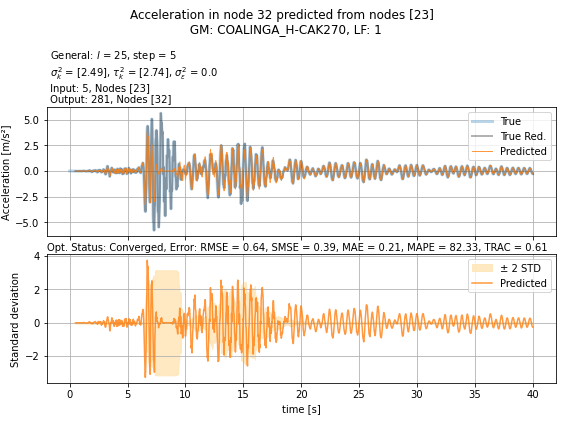 Acceleration in node 32 predicted from nodes [23]
GM: COALINGA_H-CAK270, LF: 1
General: l = 25, step = 5
σ²ₖ = [2.49], τ²ₖ = [2.74], σ²ε = 0.0
Input: 5, Nodes [23]
Output: 281, Nodes [32]
Acceleration [m/s²]
5.0
2.5
0.0
−2.5
−5.0
True
True Red.
Predicted
Opt. Status: Converged, Error: RMSE = 0.64, SMSE = 0.39, MAE = 0.21, MAPE = 82.33, TRAC = 0.61
Standard deviation
4
2
0
−2
± 2 STD
Predicted
0 5 10 15 20 25 30 35 40
time [s]